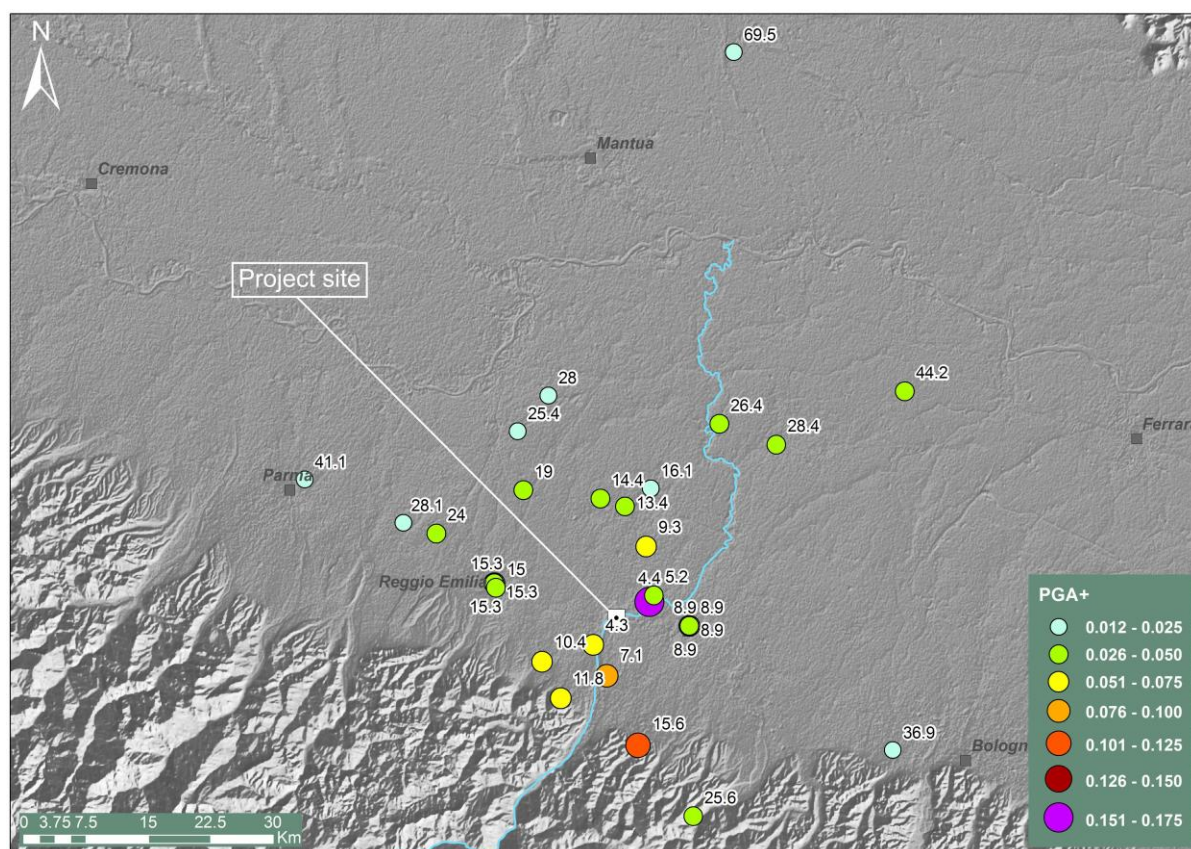 N
69.5
Mantua
Cremona
Project site
28
44.2
25.4
26.4
28.4
Ferrar
41.1
Parma
19
14.4
16.1
13.4
28.1
24
9.3
15.3 15
Reggio Emilia
15.3
15.3
4.4 5.2
8.9 8.9
8.9
8.9
4.3
10.4
7.1
11.8
15.6
36.9
Bologn
25.6
PGA+
0.012 - 0.025
0.026 - 0.050
0.051 - 0.075
0.076 - 0.100
0.101 - 0.125
0.126 - 0.150
0.151 - 0.175
0 3.75 7.5 15 22.5 30
Km